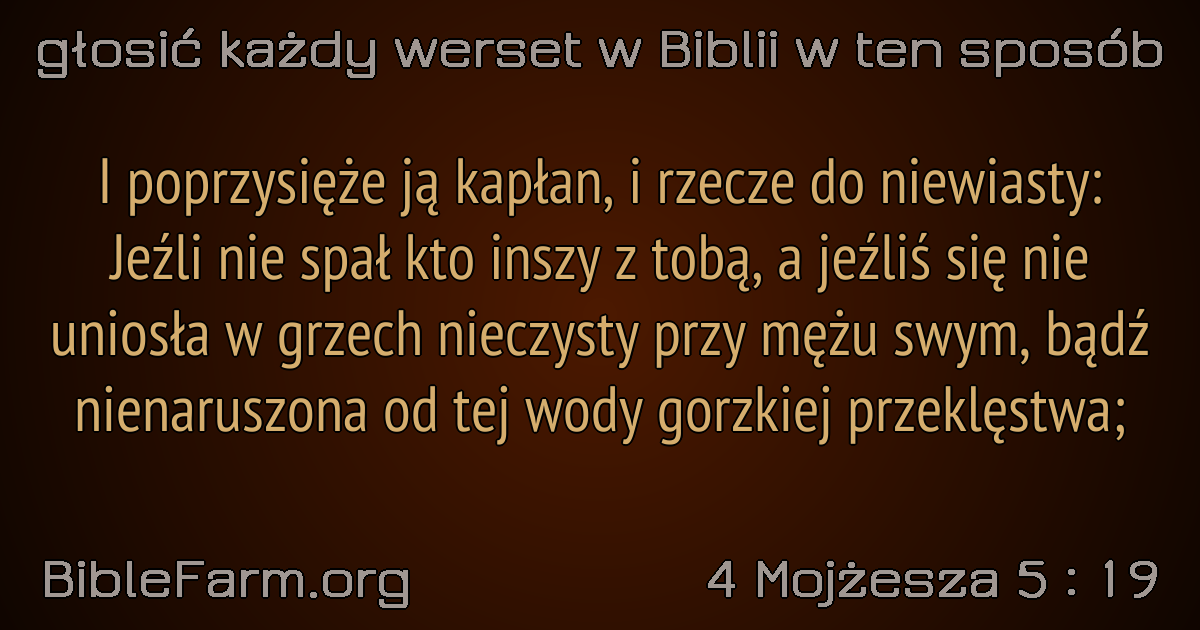 głosić każdy werset w Biblii w ten sposób
I poprzysięże ją kapłan, i rzecze do niewiasty:
Jeźli nie spał kto inszy z tobą, a jeźliś się nie
uniosła w grzech nieczysty przy mężu swym, bądź
nienaruszona od tej wody gorzkiej przeklęstwa;
BibleFarm.org
4 Mojżesza 5 : 19